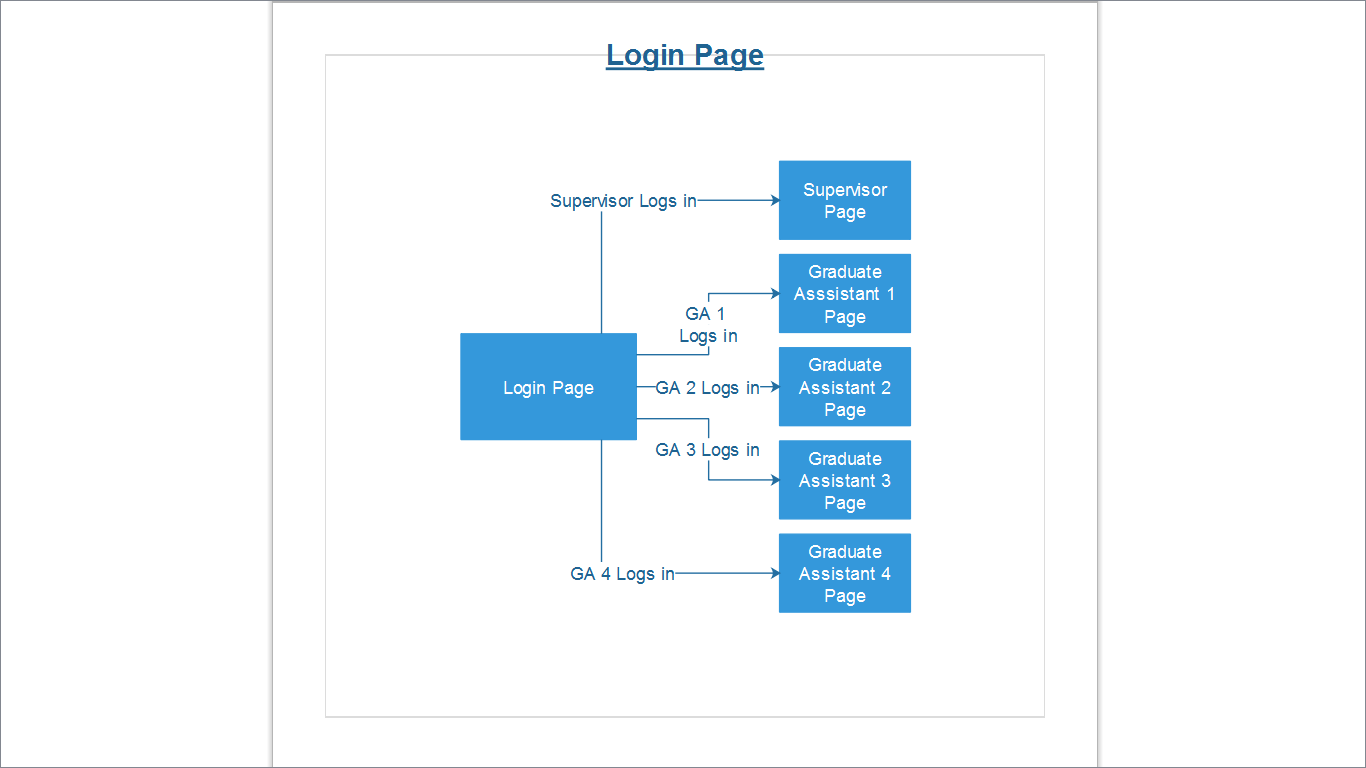 Login Page
Supervisor Logs in
Supervisor
Page
Graduate
Asssistant 1
Page
GA 1
Logs in
Login Page
GA 2 Logs in
Graduate
Assistant 2
Page
GA 3 Logs in
Graduate
Assistant 3
Page
GA 4 Logs in
Graduate
Assistant 4
Page